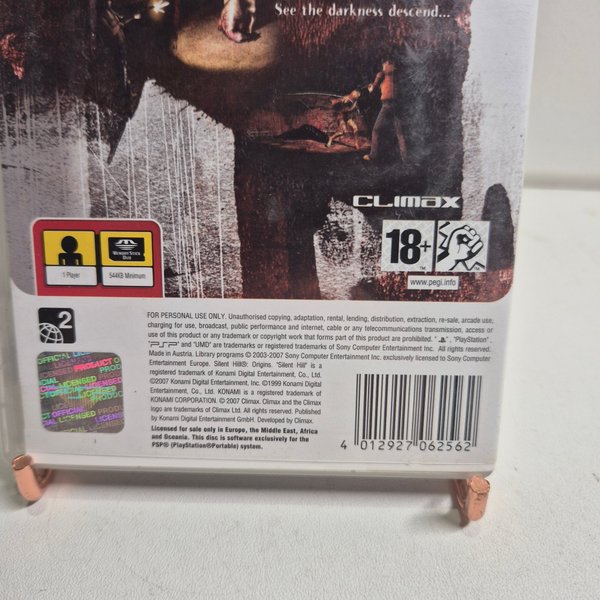 See the darkness descend...
CLIMAX
MEMORY STICK
DUO
1 Player
544KB Minimum
18+
TM
www.pegi.info
2
FOR PERSONAL USE ONLY. Unauthorised copying, adaptation, rental, lending, distribution, extraction, re-sale, arcade use,
charging for use, broadcast, public performance and internet, cable or any telecommunications transmission, access or
use of this product or any trademark or copyright work that forms part of this product are prohibited. " ", "PlayStation",
"PSP" and "UMD" are trademarks or registered trademarks of Sony Computer Entertainment Inc. All rights reserved.
Made in Austria. Library programs ©2003-2007 Sony Computer Entertainment Inc. exclusively licensed to Sony Computer
Entertainment Europe. Silent Hill®: Origins. "Silent Hill" is a
registered trademark of Konami Digital Entertainment Co., Ltd.
©2007 Konami Digital Entertainment, Inc. ©1999 Konami Digital
Entertainment Co., Ltd. KONAMI is a registered trademark of
KONAMI CORPORATION. © 2007 Climax. Climax and the Climax
logo are trademarks of Climax Ltd. All rights reserved. Published
by Konami Digital Entertainment GmbH. Developed by Climax.
Licensed for sale only in Europe, the Middle East, Africa
and Oceania. This disc is software exclusively for the
PSP® (PlayStation®Portable) system.
OFFICIAL
LICENSED PRODUCT
4 012927 062562